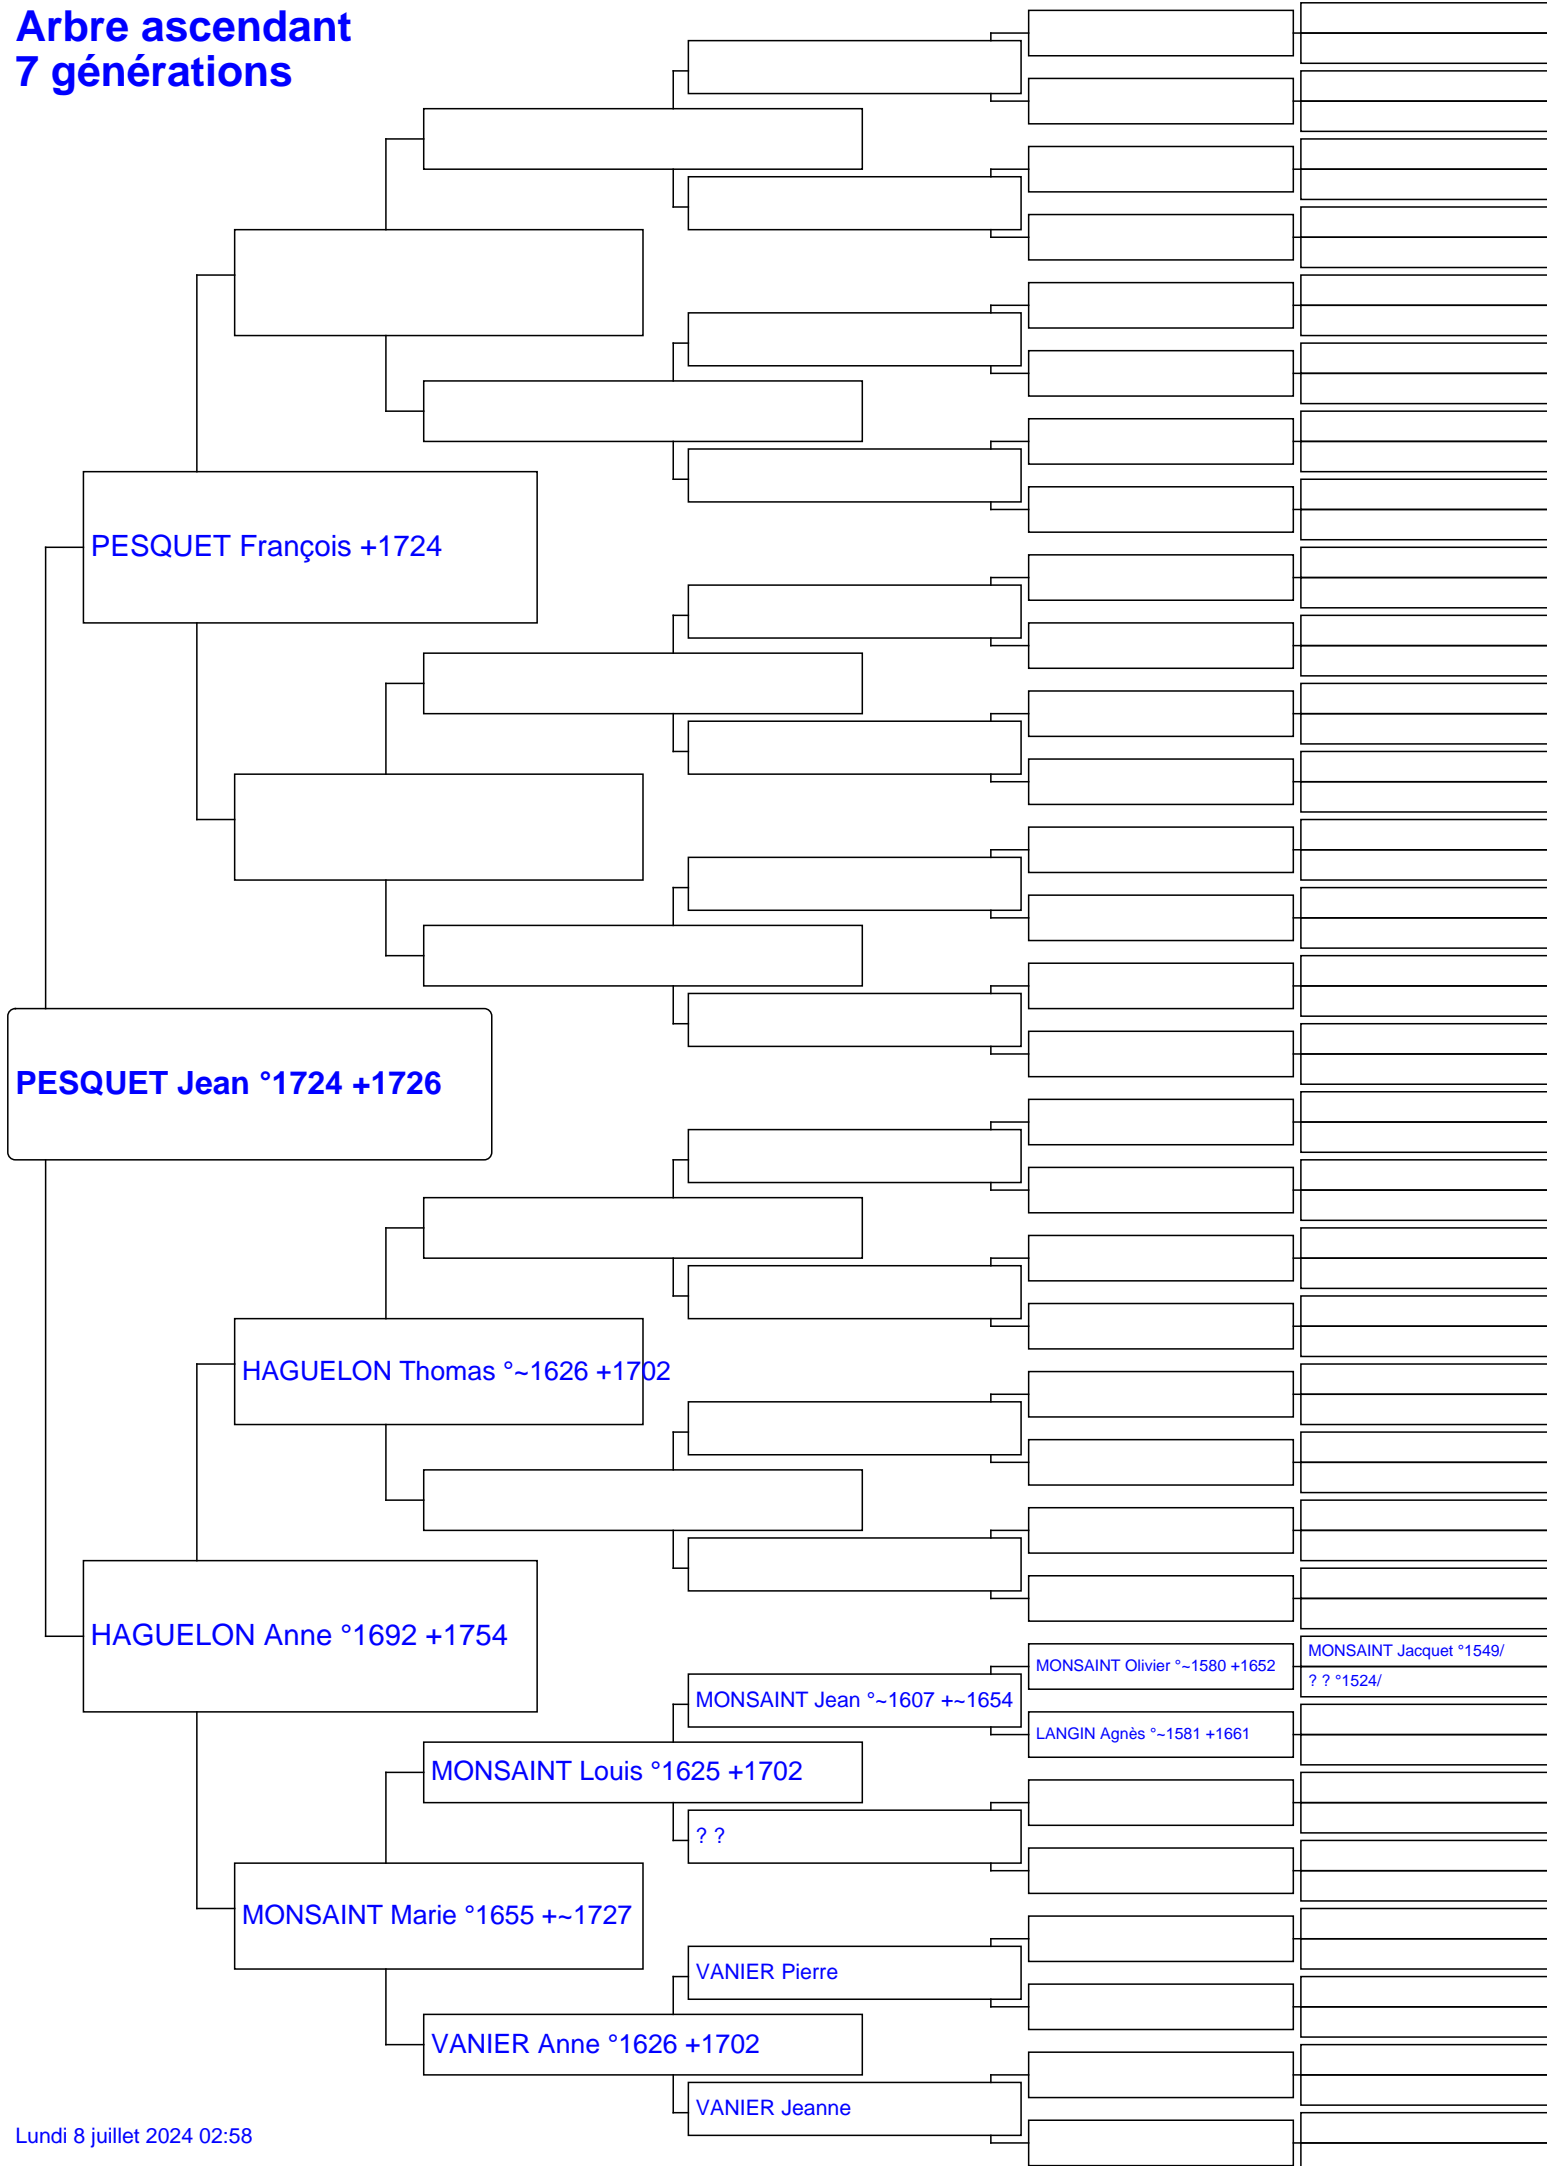 Arbre ascendant
7 générations
PESQUET François +1724
PESQUET Jean °1724 +1726
HAGUELON Thomas °~1626 +1702
HAGUELON Anne °1692 +1754
MONSAINT Jacquet °1549/
MONSAINT Olivier °~1580 +1652
? ? °1524/
MONSAINT Jean °~1607 +~1654
LANGIN Agnès °~1581 +1661
MONSAINT Louis °1625 +1702
? ?
MONSAINT Marie °1655 +~1727
VANIER Pierre
VANIER Anne °1626 +1702
VANIER Jeanne
Lundi 8 juillet 2024 02:58